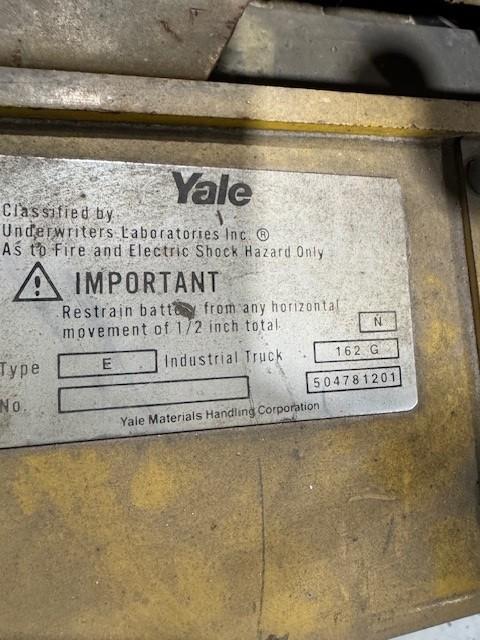 Yale
Classified by
Underwriters Laboratories Inc. ®
As to Fire and Electric Shock Hazard Only
IMPORTANT
Restrain battery from any horizontal
movement of 1/2 inch total
N
Type E Industrial Truck 162 G
No. 504781201
Yale Materials Handling Corporation